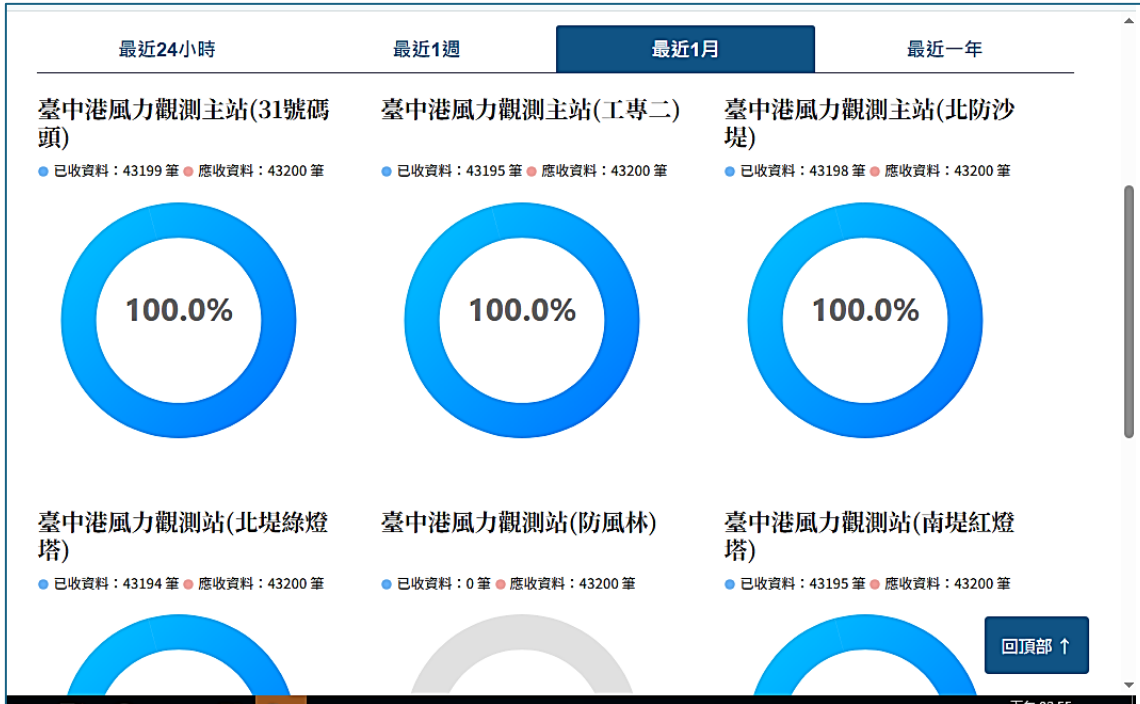 最近24小時
最近1週
最近1月
最近一年
臺中港風力觀測主站(31號碼
頭)
已收資料：43199 筆 應收資料：43200 筆
100.0%
臺中港風力觀測主站(工專二)
已收資料：43195 筆 應收資料：43200 筆
100.0%
臺中港風力觀測主站(北防沙
堤)
已收資料：43198 筆 應收資料：43200 筆
100.0%
臺中港風力觀測站(北堤綠燈
塔)
已收資料：43194 筆 應收資料：43200 筆
臺中港風力觀測站(防風林)
已收資料：0 筆 應收資料：43200 筆
臺中港風力觀測站(南堤紅燈
塔)
已收資料：43195 筆 應收資料：43200 筆
回頂部 ↑